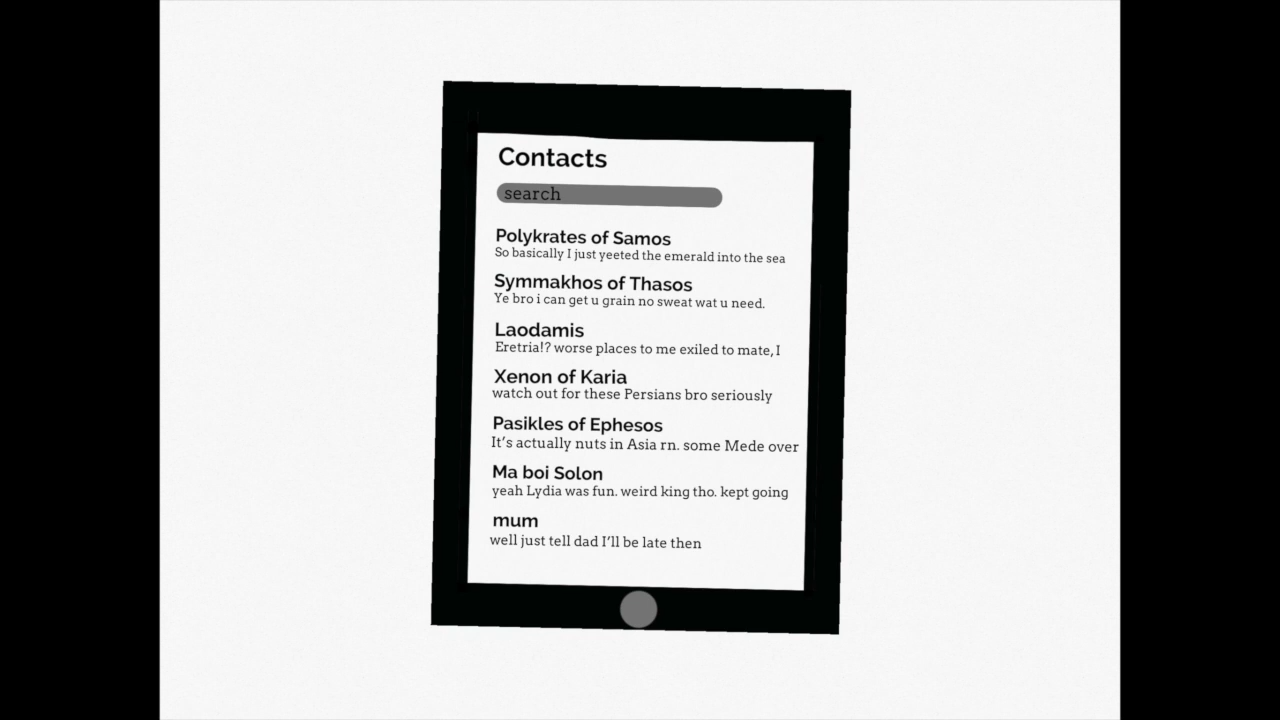 Contacts
search
Polykrates of Samos
So basically I just yeeted the emerald into the sea
Symmakhos of Thasos
Ye bro i can get u grain no sweat wat u need.
Laodamis
Eretria!? worse places to me exiled to mate, I
Xenon of Karia
watch out for these Persians bro seriously
Pasikles of Ephesos
It’s actually nuts in Asia rn. some Mede over
Ma boi Solon
yeah Lydia was fun. weird king tho. kept going
mum
well just tell dad I’ll be late then